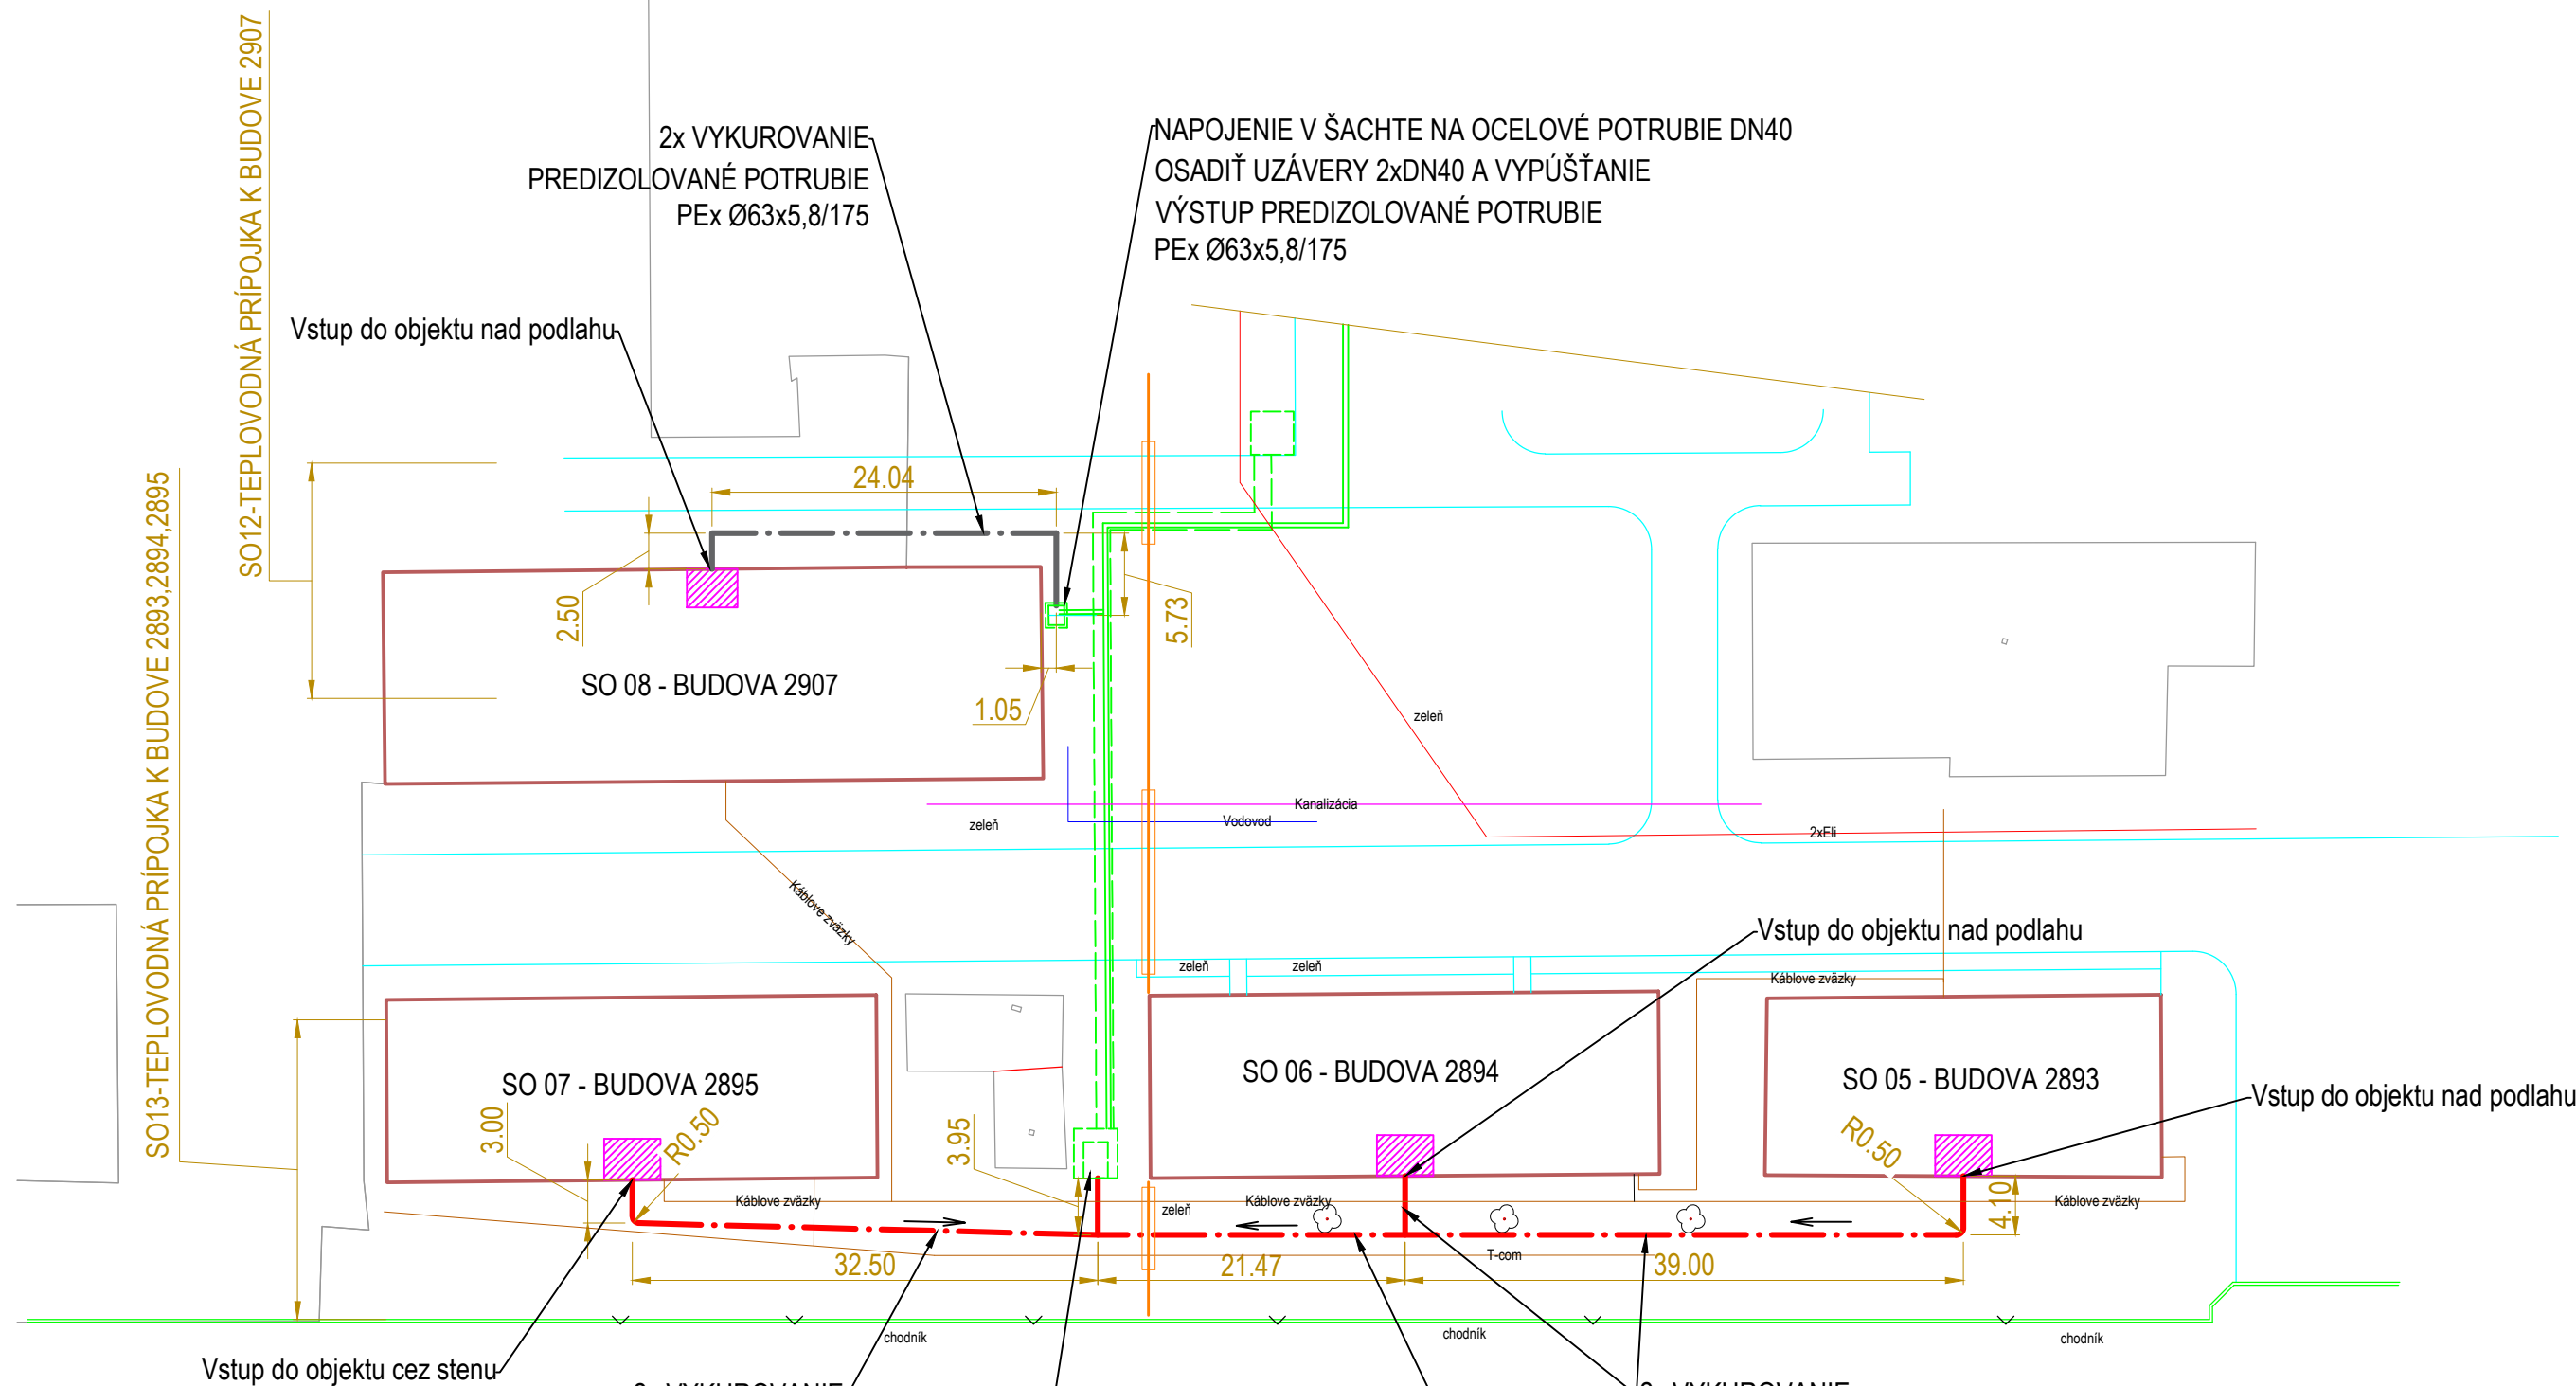 SO12-TEPLOVODNÁ PRÍPOJKA K BUDOVE 2907
SO13-TEPLOVODNÁ PRÍPOJKA K BUDOVE 2893,2894,2895
2x VYKUROVANIE
PREDIZOLOVANÉ POTRUBIE
PEx Ø63x5,8/175
NAPOJENIE V ŠACHTE NA OCELOVÉ POTRUBIE DN40
OSADIŤ UZÁVERY 2xDN40 A VYPÚŠŤANIE
VÝSTUP PREDIZOLOVANÉ POTRUBIE
PEx Ø63x5,8/175
Vstup do objektu nad podlahu
24.04
2.50
5.73
1.05
SO 08 - BUDOVA 2907
zeleň
Kanalizácia
Vodovod
zeleň
2xEli
Káblove zväzky
Vstup do objektu nad podlahu
zeleň
zeleň
Káblove zväzky
SO 07 - BUDOVA 2895
SO 06 - BUDOVA 2894
SO 05 - BUDOVA 2893
Vstup do objektu nad podlahu
3.00
R0.50
3.95
R0.50
4.10
Káblove zväzky
zeleň
Káblove zväzky
Káblove zväzky
T-com
32.50
21.47
39.00
chodník
chodník
chodník
Vstup do objektu cez stenu
2x VYKUROVANIE
2x VYKUROVANIE